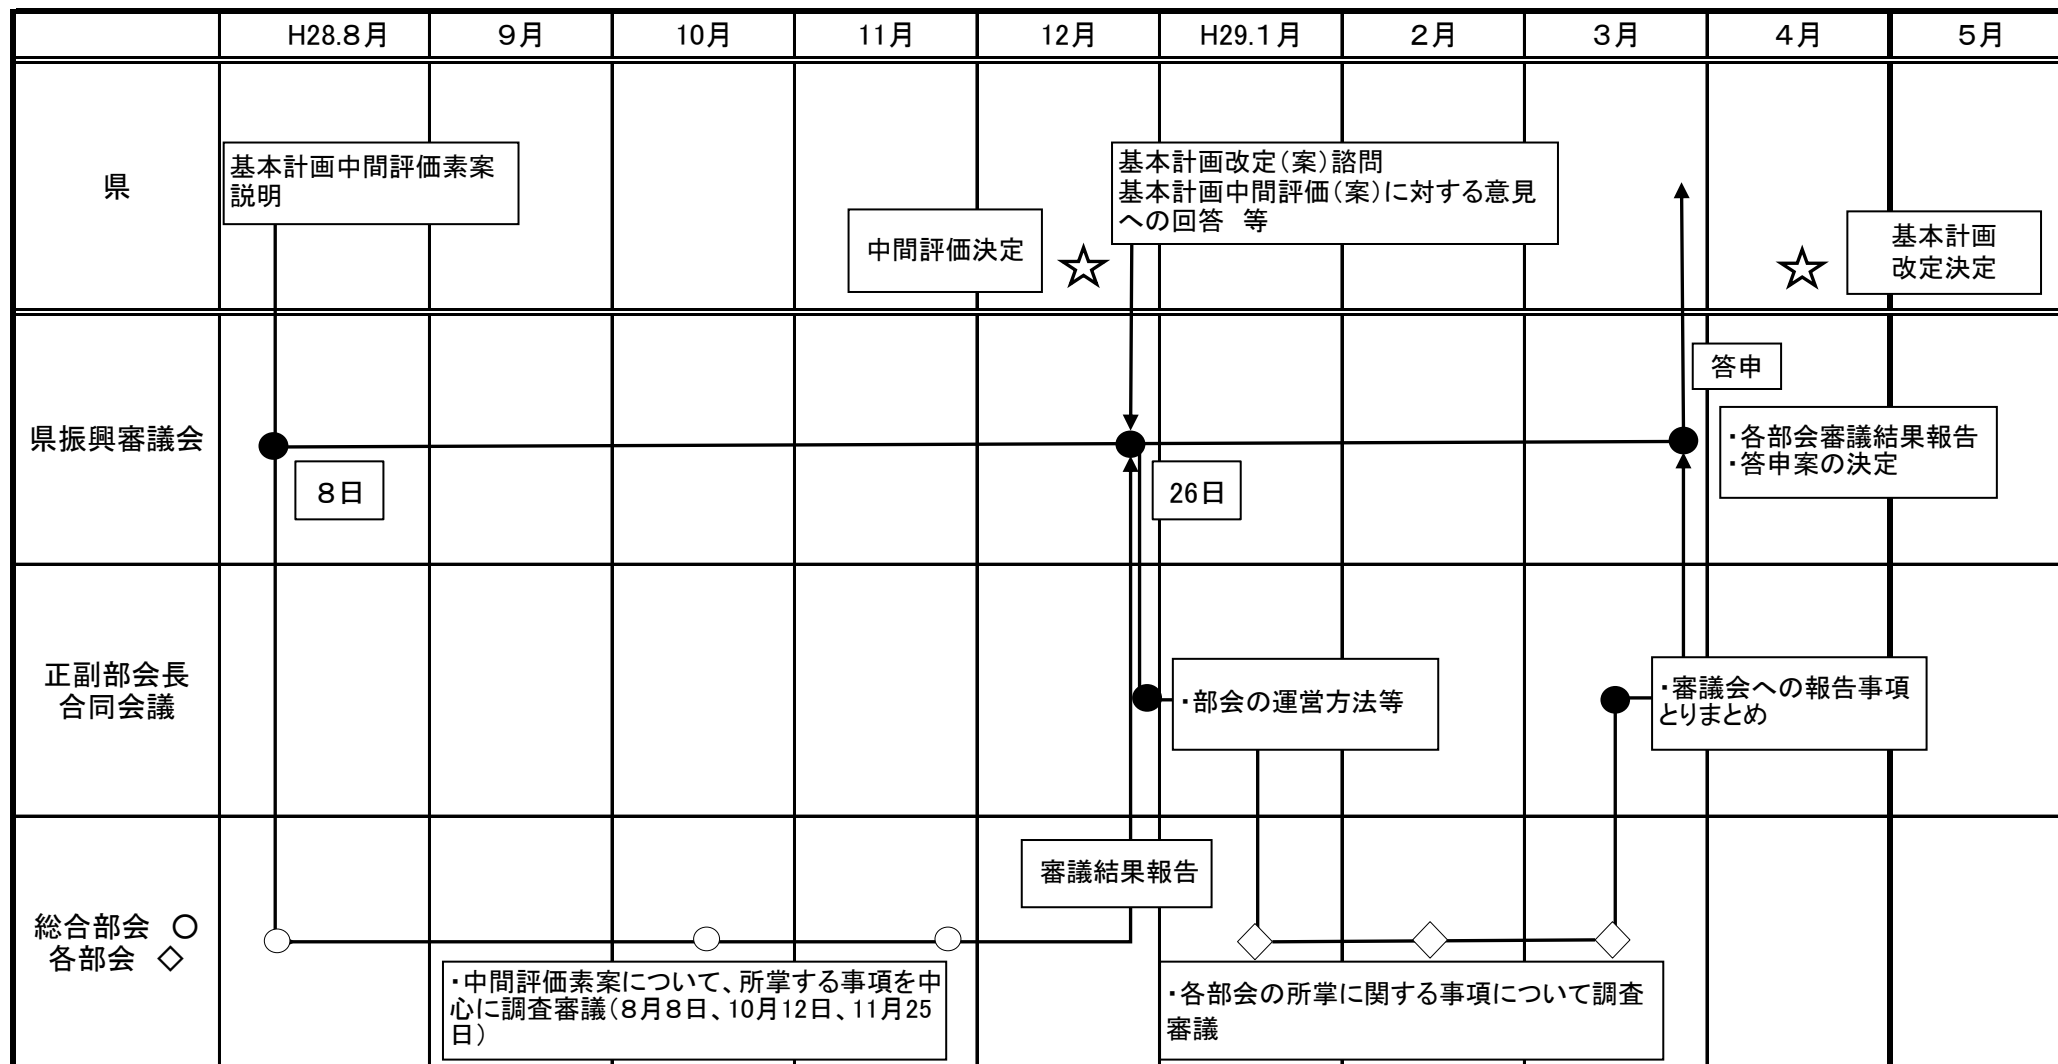 H28.8月 9月 10月 11月 12月 H29.1月 2月 3月 4月 5月
県
基本計画中間評価素案
説明
中間評価決定 ☆
基本計画改定(案)諮問
基本計画中間評価(案)に対する意見
への回答 等
☆
基本計画
改定決定
県振興審議会
8日
26日
答申
・各部会審議結果報告
・答申案の決定
正副部会長
合同会議
・部会の運営方法等
・審議会への報告事項
とりまとめ
総合部会 ○
各部会 ◇
審議結果報告
・中間評価素案について、所掌する事項を中
心に調査審議(8月8日、10月12日、11月25
日)
・各部会の所掌に関する事項について調査
審議